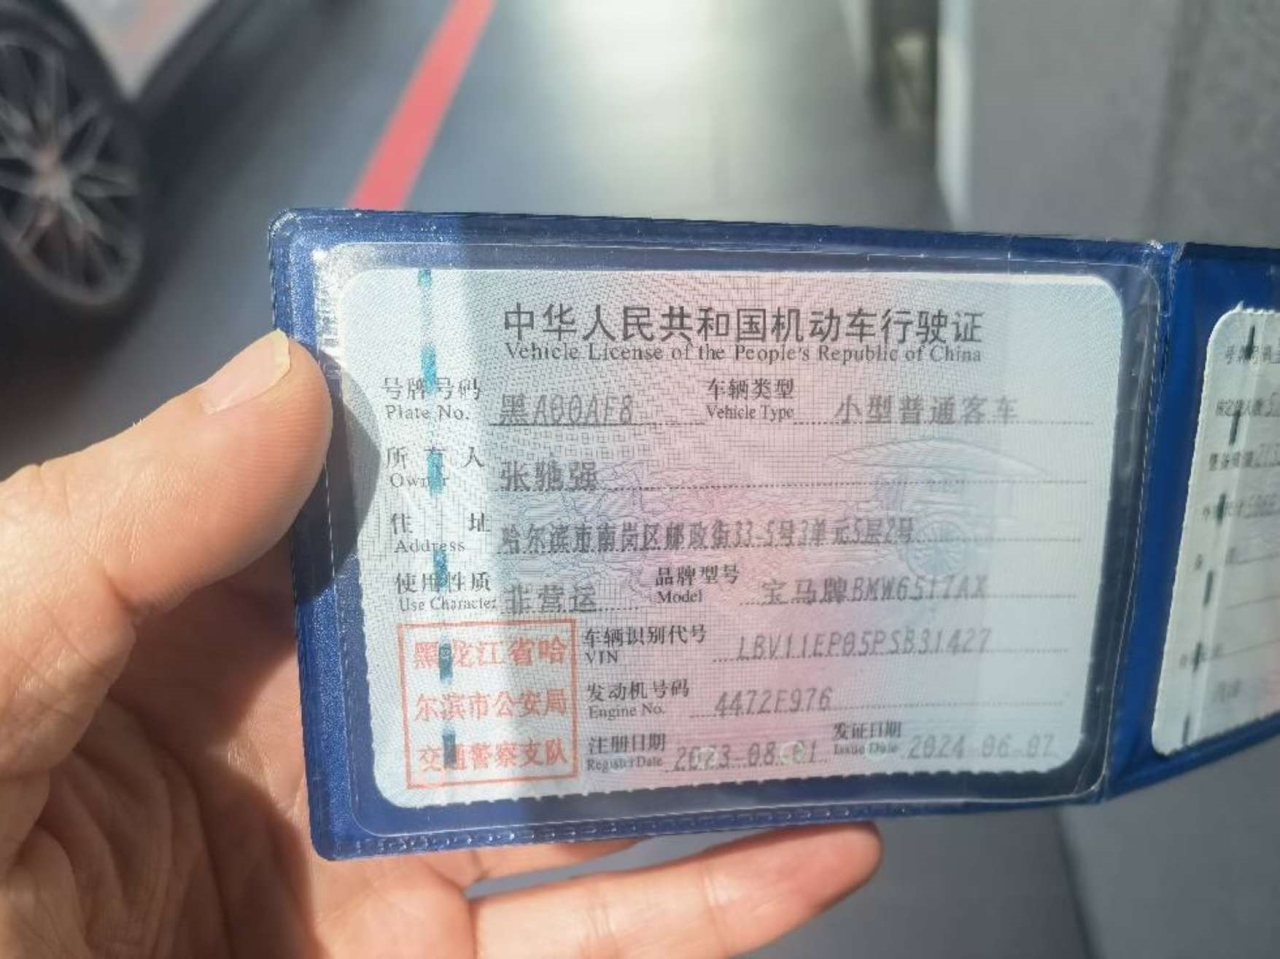 中华人民共和国机动车行驶证
Vehicle License of the People's Republic of China
号牌号码 黑A00AF8 车辆类型 小型普通客车
Plate No. Vehicle Type
所有人 张驰强
Owner
住址 哈尔滨市南岗区邮政街33-5号3单元5层2号
Address
使用性质 非营运 品牌型号 宝马牌BMW6517AX
Use Character Model
黑龙江省哈
尔滨市公安局
交通警察支队
车辆识别代号 LBV11EP05PSB31427
VIN
发动机号码 4472F976
Engine No.
注册日期 2023-08-01 发证日期 2024-06-07
Register Date Issue Date